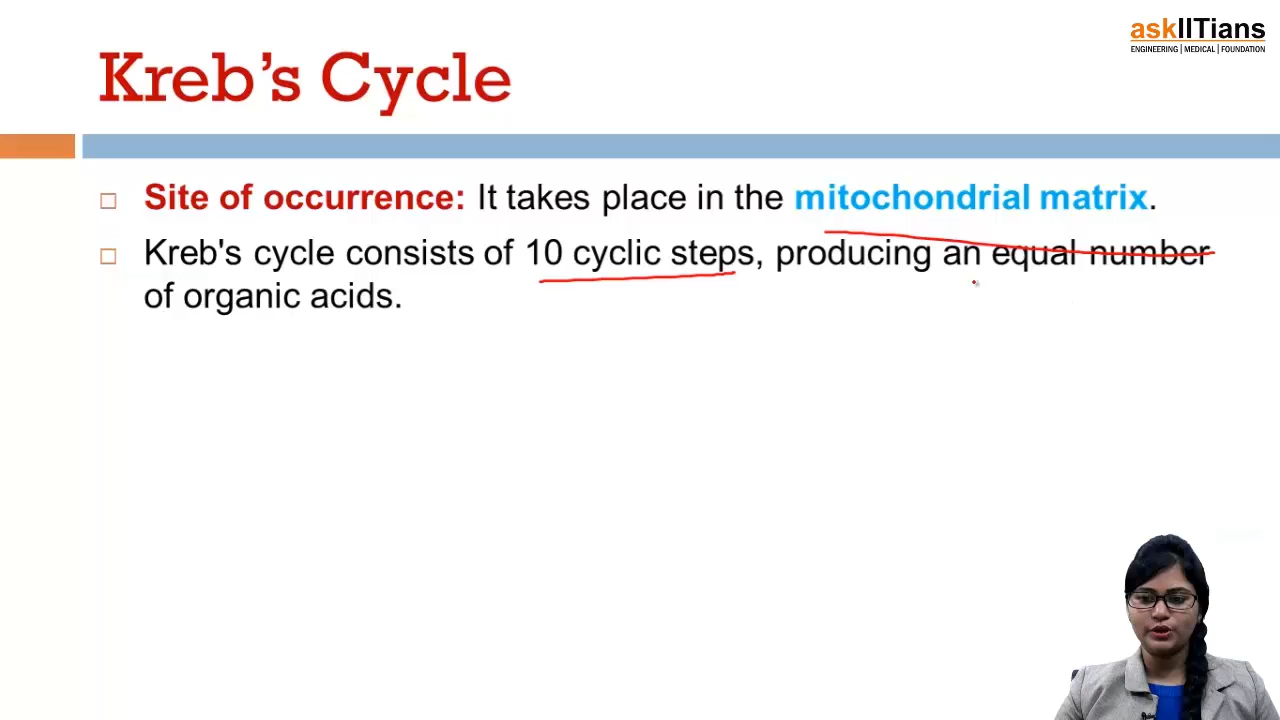 askIITians
ENGINEERING | MEDICAL | FOUNDATION
Kreb's Cycle
Site of occurrence: It takes place in the mitochondrial matrix.
Kreb's cycle consists of 10 cyclic steps, producing an equal number
of organic acids.